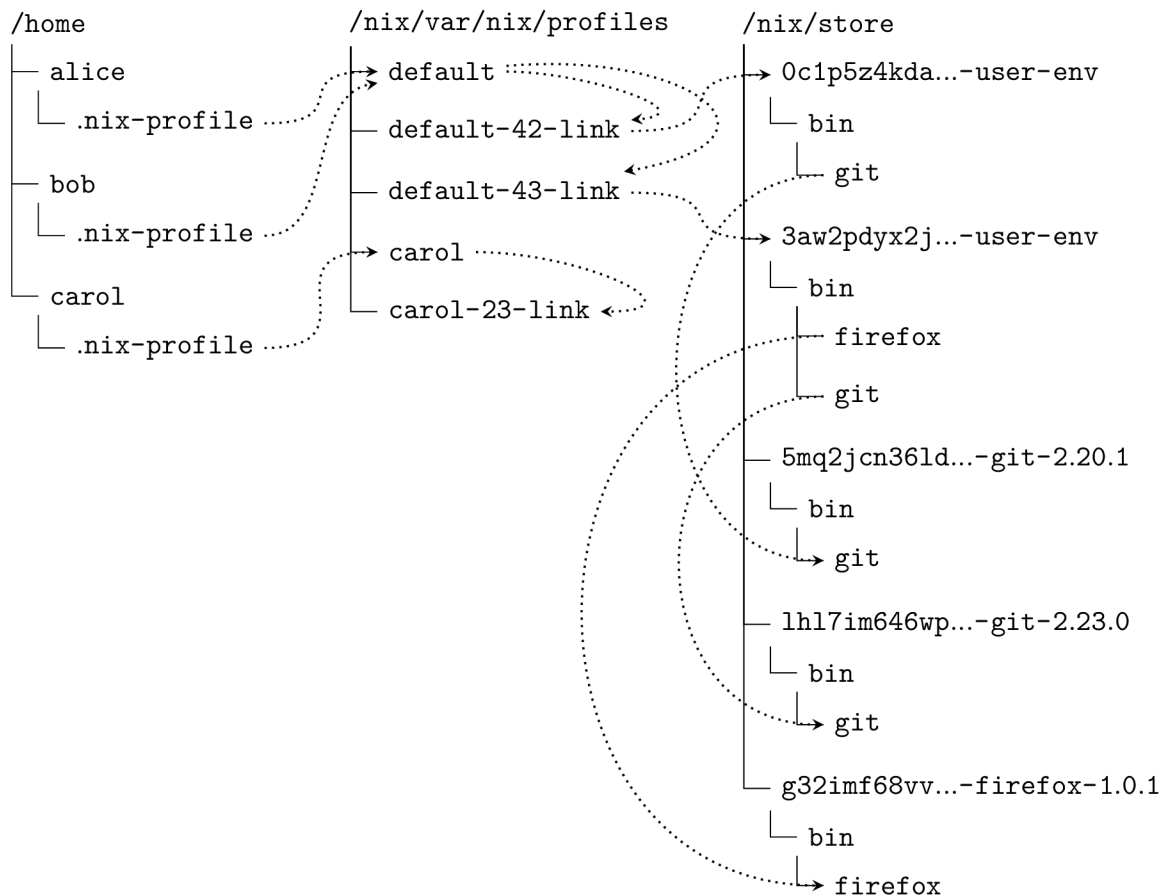 /home
alice
.nix-profile
bob
.nix-profile
carol
.nix-profile
/nix/var/nix/profiles
default
default-42-link
default-43-link
carol
carol-23-link
/nix/store
0c1p5z4kda...-user-env
bin
git
3aw2pdyx2j...-user-env
bin
firefox
git
5mq2jcn36ld...-git-2.20.1
bin
git
lhl7im646wp...-git-2.23.0
bin
git
g32imf68vv...-firefox-1.0.1
bin
firefox